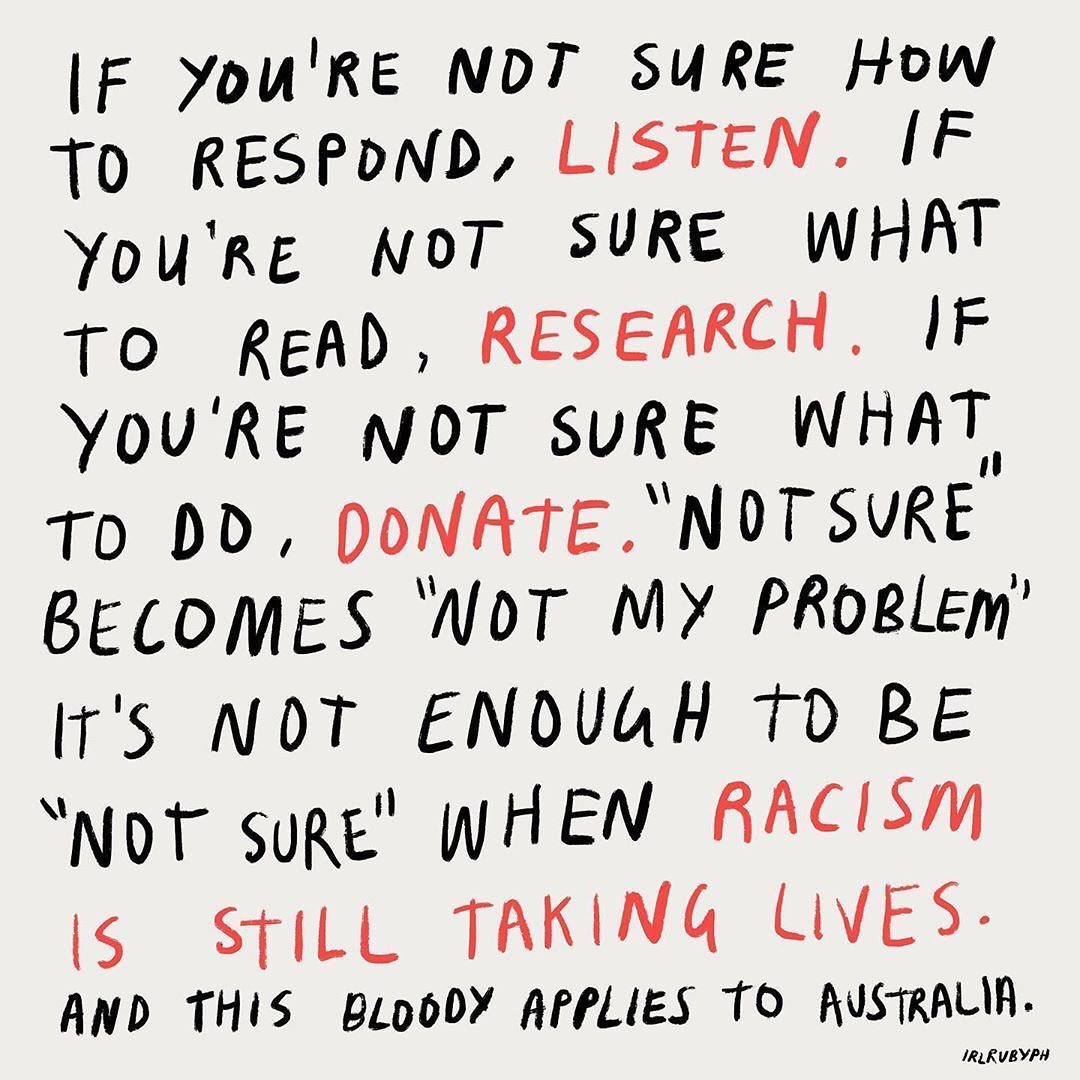 IF YOU'RE NOT SURE HOW
TO RESPOND, LISTEN. IF
YOU'RE NOT SURE WHAT
TO READ, RESEARCH. IF
YOU'RE NOT SURE WHAT
TO DO, DONATE. "NOT SURE"
BECOMES "NOT MY PROBLEM"
IT'S NOT ENOUGH TO BE
"NOT SURE" WHEN RACISM
IS STILL TAKING LIVES.
AND THIS BLOODY APPLIES TO AUSTRALIA.
IRLRUBYPH